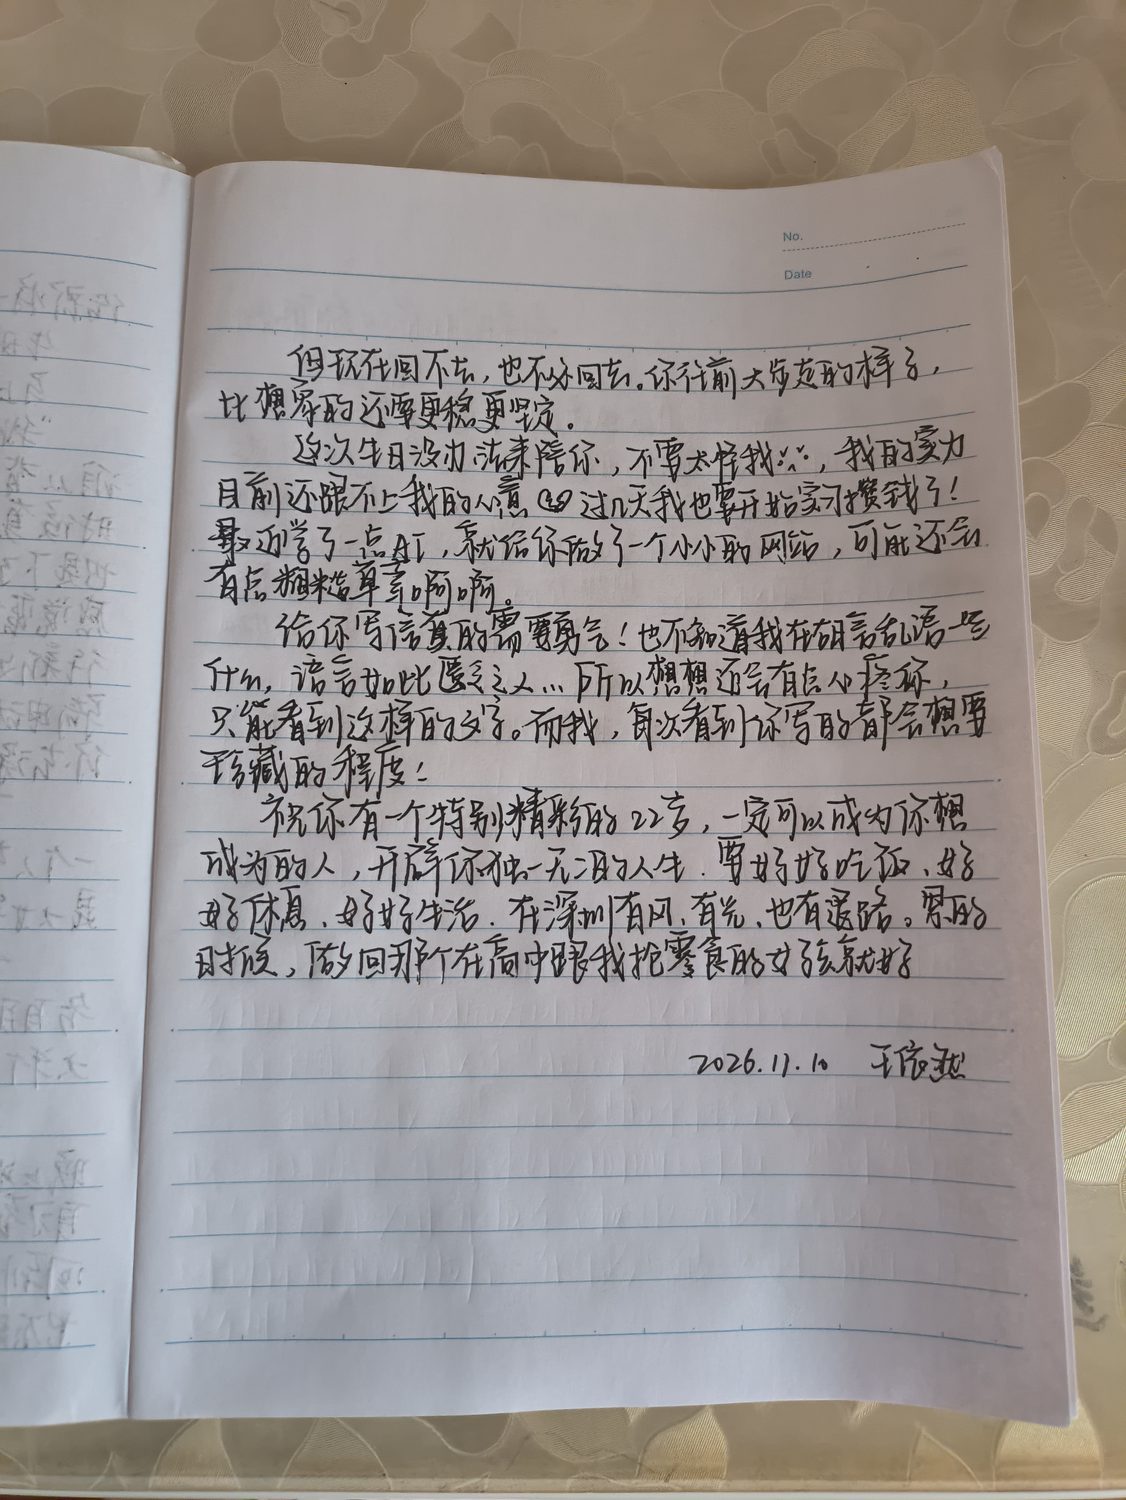 No.
Date
但现在回不去,也不必回去。你往前大步走的样子,
比想象的还要更稳更坚定。
这次生日没办法来陪你,不要太怪我,我的实力
目前还跟不上我的心意 过几天我也要开始实习攒钱了!
最近学了一点AI,就给你做了一个小小的网站,可能还会
有点粗糙草率啊啊。
给你写信真的需要勇气!也不知道我在胡言乱语一些
什么,语言如此匮乏之人...所以想想还会有点心疼你,
只能看到这样的文字。而我,每次看到你写的都会想要
珍藏的程度!
祝你有一个特别精彩的22岁,一定可以成为你想
成为的人,开辟你独一无二的人生.要好好吃饭、好
好休息、好好生活.在深圳有风、有光、也有退路。累的
时候,做回那个在高中跟我抢零食的女孩就好
2026.11.10 王依